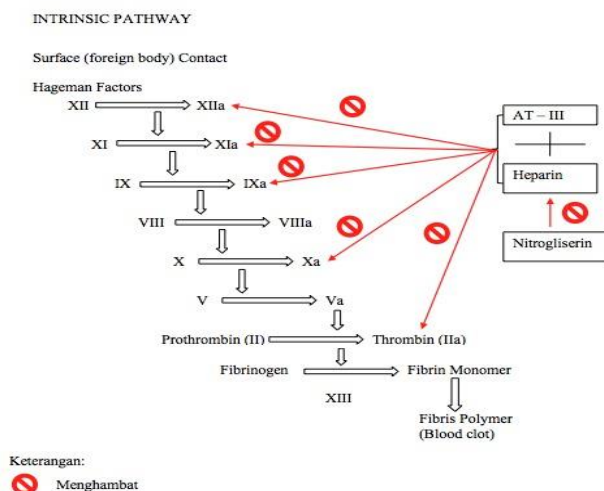 INTRINSIC PATHWAY
Surface (foreign body) Contact
Hageman Factors
XII XIIa
AT – III
XI XIa
Heparin
IX IXa
Nitrogliserin
VIII VIIIa
X Xa
V Va
Prothrombin (II) Thrombin (IIa)
Fibrinogen Fibrin Monomer
XIII
Fibris Polymer
(Blood clot)
Keterangan:
Menghambat